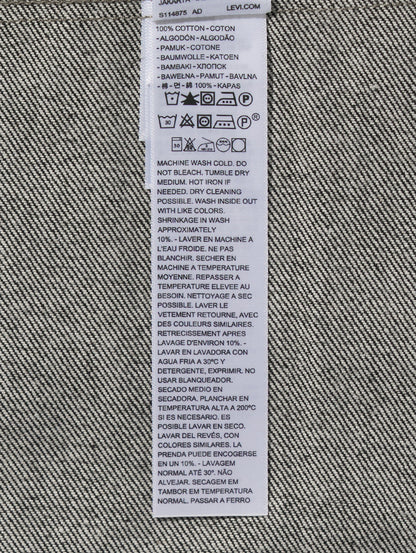 JAKARTA
S114875 AD LEVI.COM
100% COTTON - COTON
- ALGODÓN - ALGODÃO
- PAMUK - COTONE
- BAUMWOLLE - KATOEN
- BAMBAKI - ХЛОПОК
- BAWEŁNA - PAMUT - BAVLNA
- 棉 - 면 - 綿 100% - KAPAS
MACHINE WASH COLD. DO
NOT BLEACH. TUMBLE DRY
MEDIUM. HOT IRON IF
NEEDED. DRY CLEANING
POSSIBLE. WASH INSIDE OUT
WITH LIKE COLORS.
SHRINKAGE IN WASH
APPROXIMATELY
10%. - LAVER EN MACHINE A
L'EAU FROIDE. NE PAS
BLANCHIR. SECHER EN
MACHINE A TEMPERATURE
MOYENNE. REPASSER A
TEMPERATURE ELEVEE AU
BESOIN. NETTOYAGE A SEC
POSSIBLE. LAVER LE
VETEMENT RETOURNE, AVEC
DES COULEURS SIMILAIRES.
RETRECISSEMENT APRES
LAVAGE D'ENVIRON 10%. -
LAVAR EN LAVADORA CON
AGUA FRIA A 30ºC Y
DETERGENTE, EXPRIMIR. NO
USAR BLANQUEADOR.
SECADO MEDIO EN
SECADORA. PLANCHAR EN
TEMPERATURA ALTA A 200ºC
SI ES NECESARIO. ES
POSIBLE LAVAR EN SECO.
LAVAR DEL REVÉS, CON
COLORES SIMILARES. LA
PRENDA PUEDE ENCOGERSE
EN UN 10%. - LAVAGEM
NORMAL ATÉ 30º. NÃO
ALVEJAR. SECAGEM EM
TAMBOR EM TEMPERATURA
NORMAL. PASSAR A FERRO